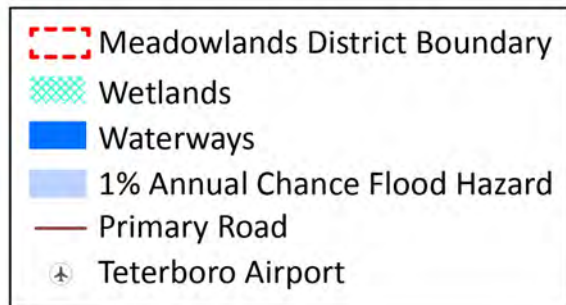 Meadowlands District Boundary
Wetlands
Waterways
1% Annual Chance Flood Hazard
Primary Road
Teterboro Airport